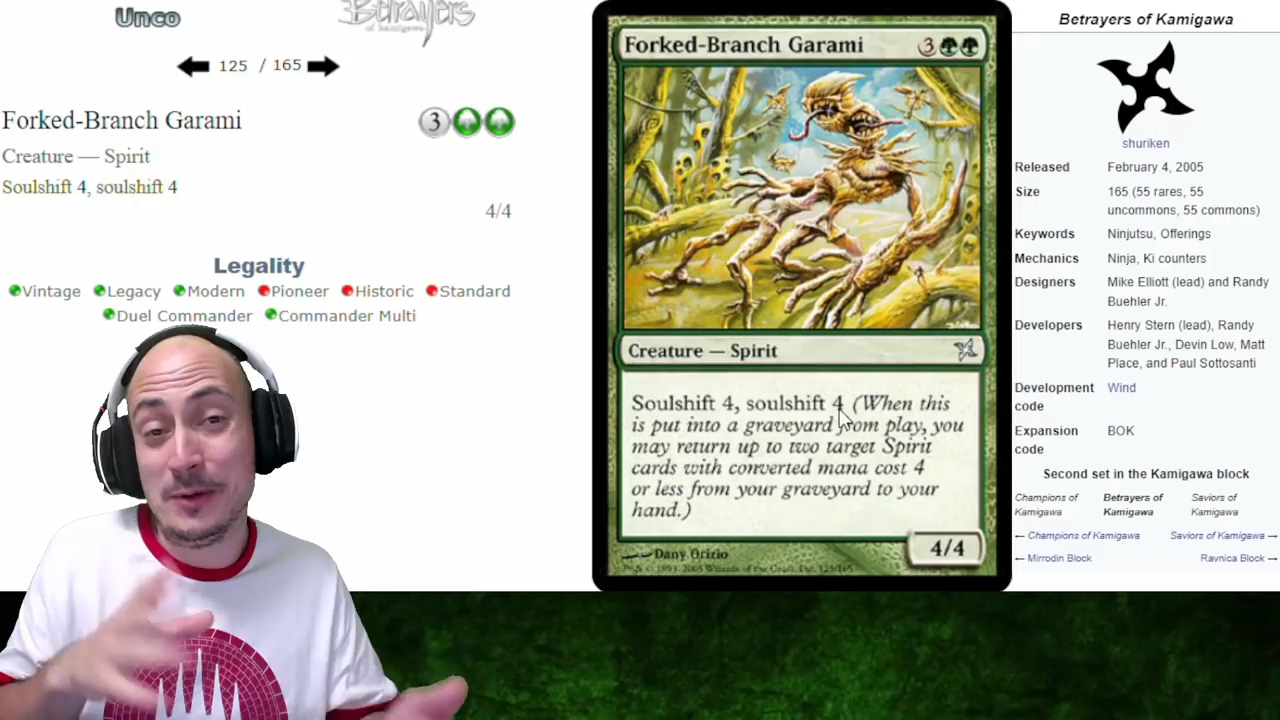 Unco
Betrayers
of Kamigawa
125 / 165
Forked-Branch Garami
3
Creature — Spirit
Soulshift 4, soulshift 4
4/4
Legality
Vintage Legacy Modern Pioneer Historic Standard
Duel Commander Commander Multi
Forked-Branch Garami 3
Creature — Spirit
Soulshift 4, soulshift 4 (When this
is put into a graveyard from play, you
may return up to two target Spirit
cards with converted mana cost 4
or less from your graveyard to your
hand.)
4/4
Dany Orizio
Betrayers of Kamigawa
shuriken
Released February 4, 2005
Size 165 (55 rares, 55
uncommons, 55 commons)
Keywords Ninjutsu, Offerings
Mechanics Ninja, Ki counters
Designers Mike Elliott (lead) and Randy
Buehler Jr.
Developers Henry Stern (lead), Randy
Buehler Jr., Devin Low, Matt
Place, and Paul Sottosanti
Development Wind
code
Expansion BOK
code
Second set in the Kamigawa block
Champions of Betrayers of Saviors of
Kamigawa Kamigawa Kamigawa
← Champions of Kamigawa Saviors of Kamigawa →
← Mirrodin Block Ravnica Block →